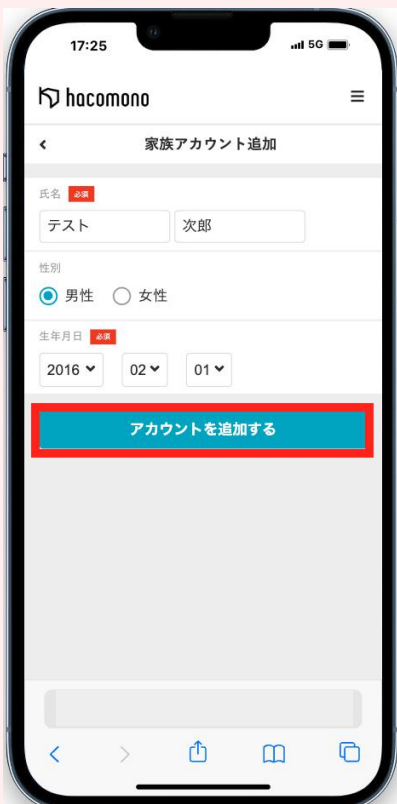 17:25
5G
hacomono
家族アカウント追加
氏名 必須
テスト 次郎
性別
男性 女性
生年月日 必須
2016 02 01
アカウントを追加する